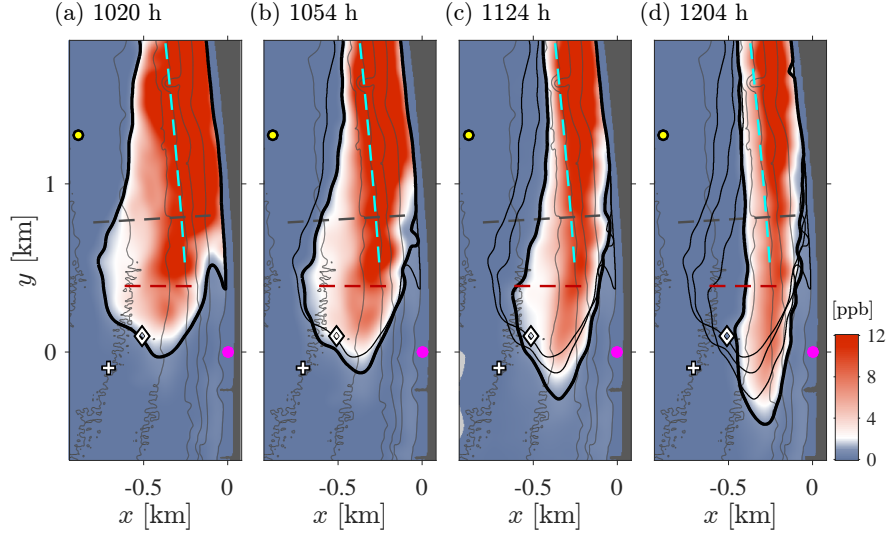 (a) 1020 h (b) 1054 h (c) 1124 h (d) 1204 h
1
y [km]
0
[ppb]
12
8
4
0
-0.5 0 -0.5 0 -0.5 0 -0.5 0
x [km] x [km] x [km] x [km]